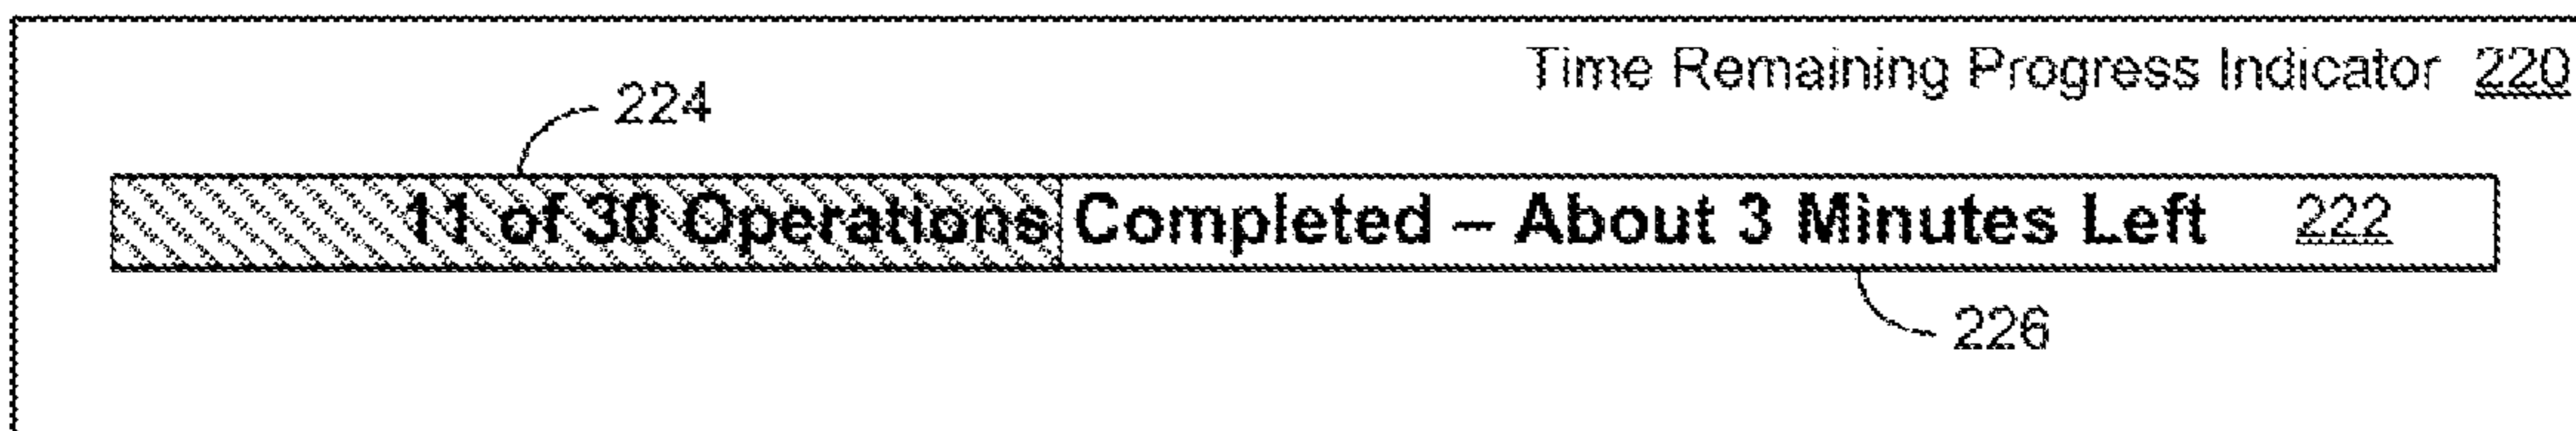 Time Remaining Progress Indicator 220
224
11 of 30 Operations Completed – About 3 Minutes Left 222
226